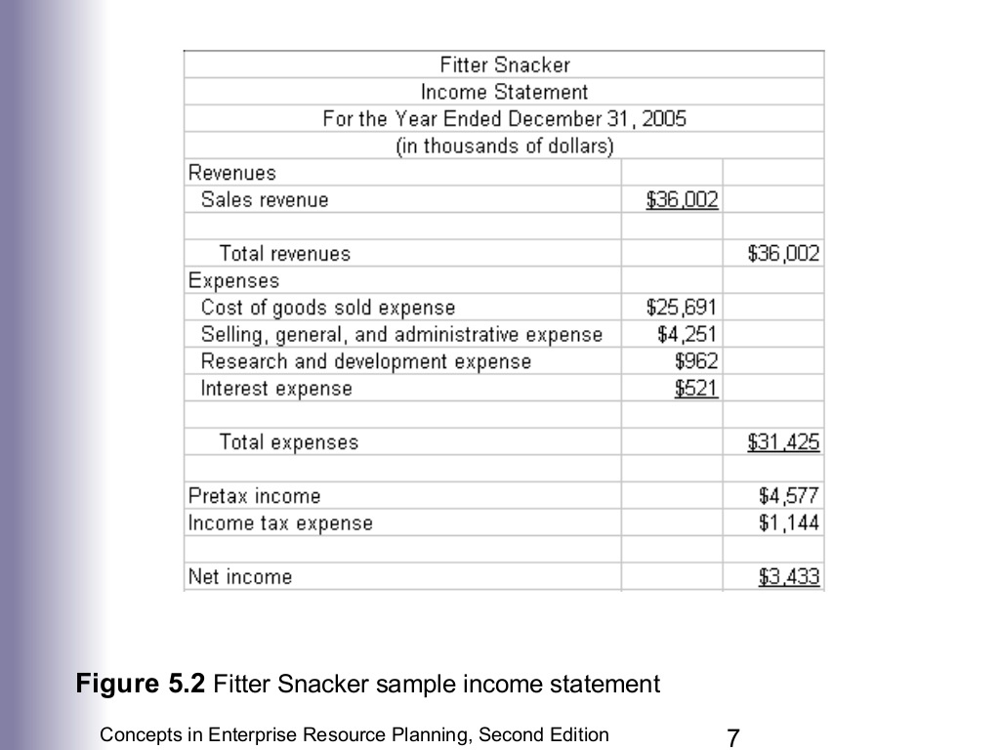 Fitter Snacker
Income Statement
For the Year Ended December 31, 2005
(in thousands of dollars)
Revenues
Sales revenue $36,002
Total revenues $36,002
Expenses
Cost of goods sold expense $25,691
Selling, general, and administrative expense $4,251
Research and development expense $962
Interest expense $521
Total expenses $31,425
Pretax income $4,577
Income tax expense $1,144
Net income $3,433
Figure 5.2 Fitter Snacker sample income statement
Concepts in Enterprise Resource Planning, Second Edition 7